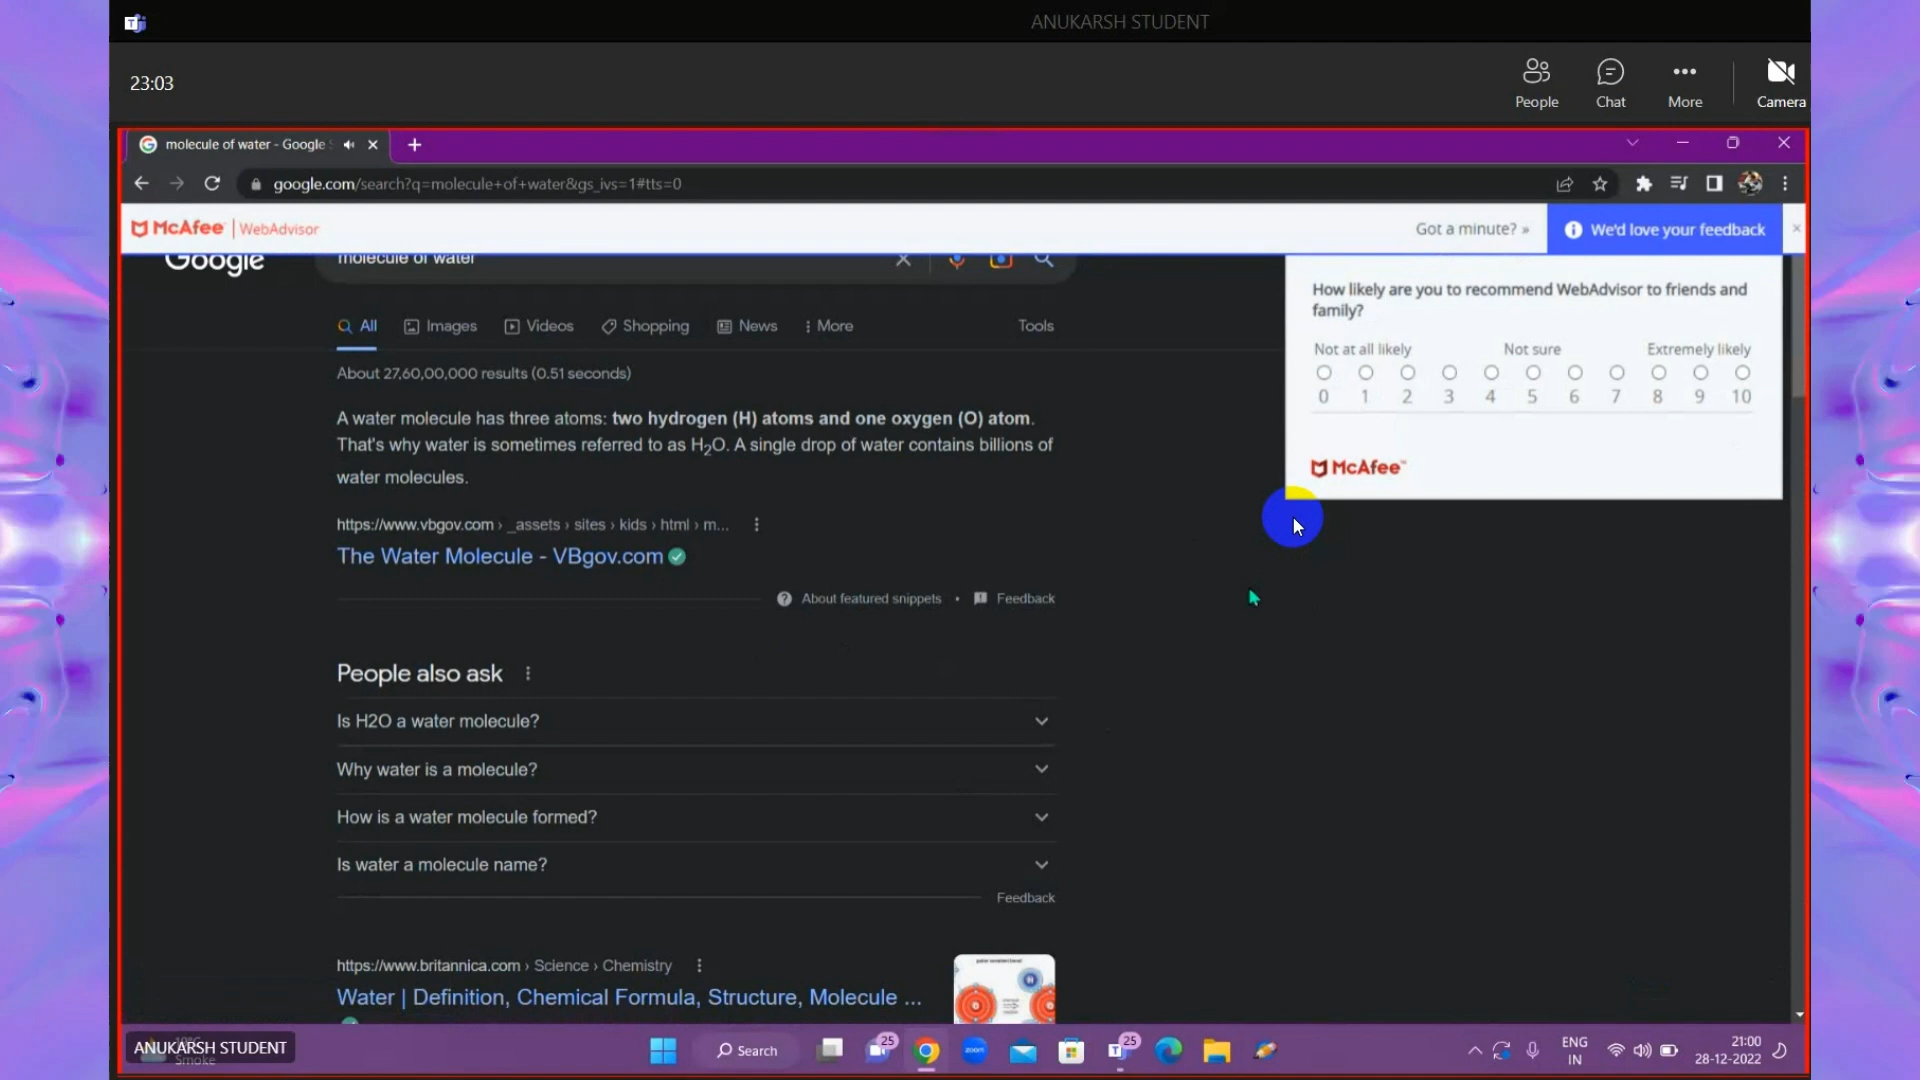 ANUKARSH STUDENT
23:03
People
Chat
More
Camera
molecule of water - Google
google.com/search?q=molecule+of+water&gs_ivs=1#tts=0
McAfee | WebAdvisor
Got a minute? »
We'd love your feedback
Google
molecule of water
How likely are you to recommend WebAdvisor to friends and
family?
Not at all likely Not sure Extremely likely
0 1 2 3 4 5 6 7 8 9 10
McAfee™
All Images Videos Shopping News More Tools
About 27,60,00,000 results (0.51 seconds)
A water molecule has three atoms: two hydrogen (H) atoms and one oxygen (O) atom.
That's why water is sometimes referred to as H2O. A single drop of water contains billions of
water molecules.
https://www.vbgov.com › _assets › sites › kids › html › m...
The Water Molecule - VBgov.com
About featured snippets • Feedback
People also ask
Is H2O a water molecule?
Why water is a molecule?
How is a water molecule formed?
Is water a molecule name?
Feedback
https://www.britannica.com › Science › Chemistry
Water | Definition, Chemical Formula, Structure, Molecule ...
ANUKARSH STUDENT
Smoke
Search
25
zoom
25
ENG
IN
21:00
28-12-2022